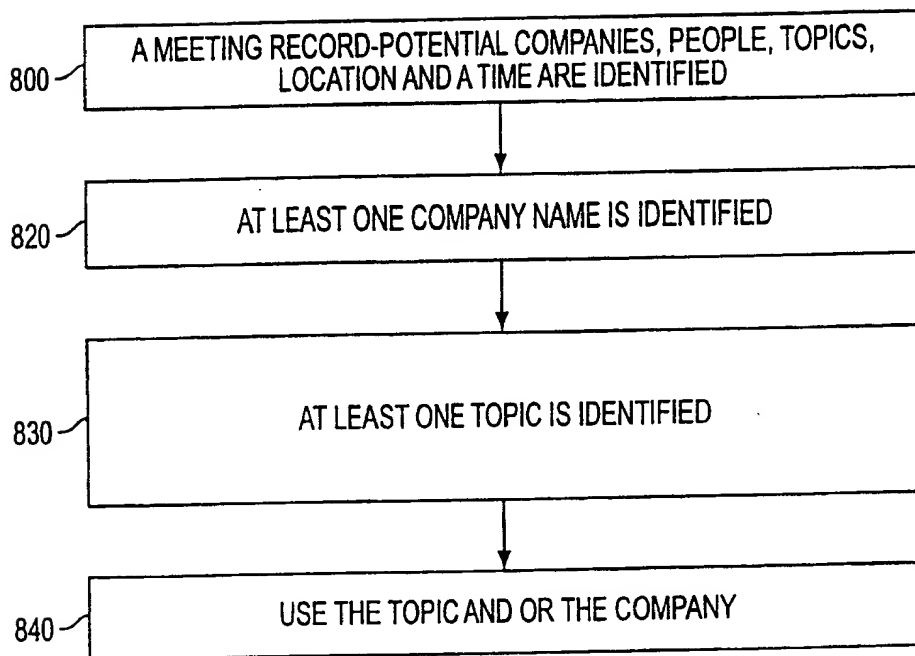 A MEETING RECORD-POTENTIAL COMPANIES, PEOPLE, TOPICS,
LOCATION AND A TIME ARE IDENTIFIED
800
AT LEAST ONE COMPANY NAME IS IDENTIFIED
820
AT LEAST ONE TOPIC IS IDENTIFIED
830
USE THE TOPIC AND OR THE COMPANY
840